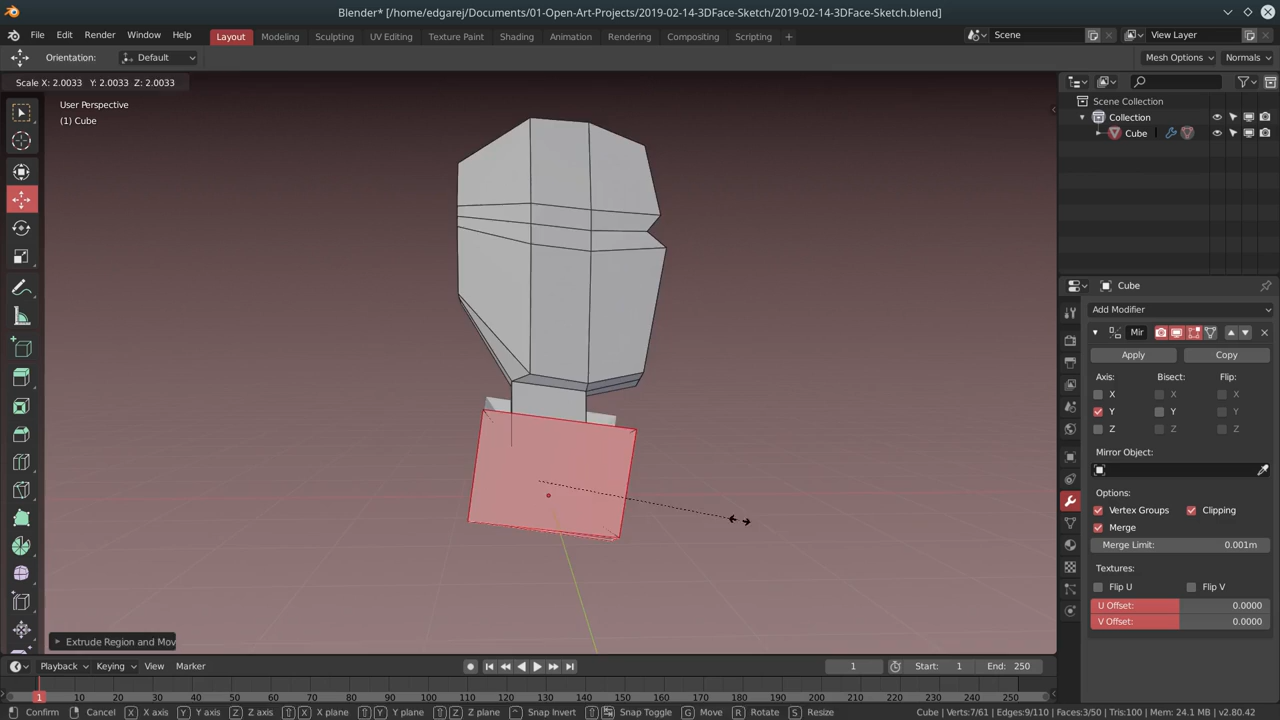 Blender* [/home/edgarej/Documents/01-Open-Art-Projects/2019-02-14-3DFace-Sketch/2019-02-14-3DFace-Sketch.blend]
File Edit Render Window Help Layout Modeling Sculpting UV Editing Texture Paint Shading Animation Rendering Compositing Scripting + Scene View Layer
Orientation: Default Mesh Options Normals
Scale X: 2.0033 Y: 2.0033 Z: 2.0033
User Perspective
(1) Cube
Scene Collection
Collection
Cube
Cube
Add Modifier
Mir
Apply Copy
Axis: Bisect: Flip:
X X X
Y Y Y
Z Z Z
Mirror Object:
Options:
Vertex Groups Clipping
Merge
Merge Limit: 0.001m
Textures:
Flip U Flip V
U Offset: 0.0000
V Offset: 0.0000
Extrude Region and Mov
Playback Keying View Marker 1 Start: 1 End: 250
1 10 20 30 40 50 60 70 80 90 100 110 120 130 140 150 160 170 180 190 200 210 220 230 240 250
Confirm Cancel X X axis Y Y axis Z Z axis X X plane Y Y plane Z Z plane Snap Invert Snap Toggle G Move R Rotate S Resize Cube | Verts:7/61 | Edges:9/110 | Faces:3/50 | Tris:100 | Mem: 24.1 MB | v2.80.42